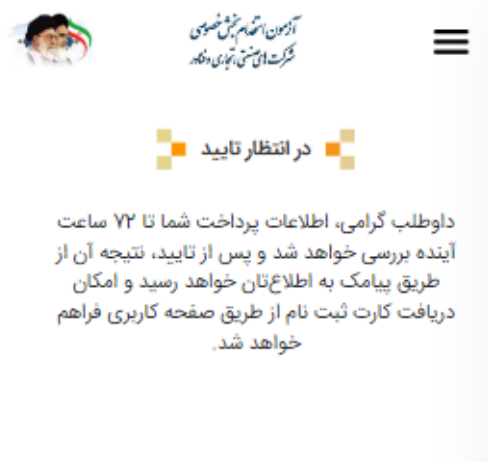 آزمون استخدام بخش خصوصی
شرکت‌های صنعتی، تجاری و فناور
در انتظار تایید
داوطلب گرامی، اطلاعات پرداخت شما تا ۷۲ ساعت
آینده بررسی خواهد شد و پس از تایید، نتیجه آن از
طریق پیامک به اطلاع‌تان خواهد رسید و امکان
دریافت کارت ثبت نام از طریق صفحه کاربری فراهم
خواهد شد.